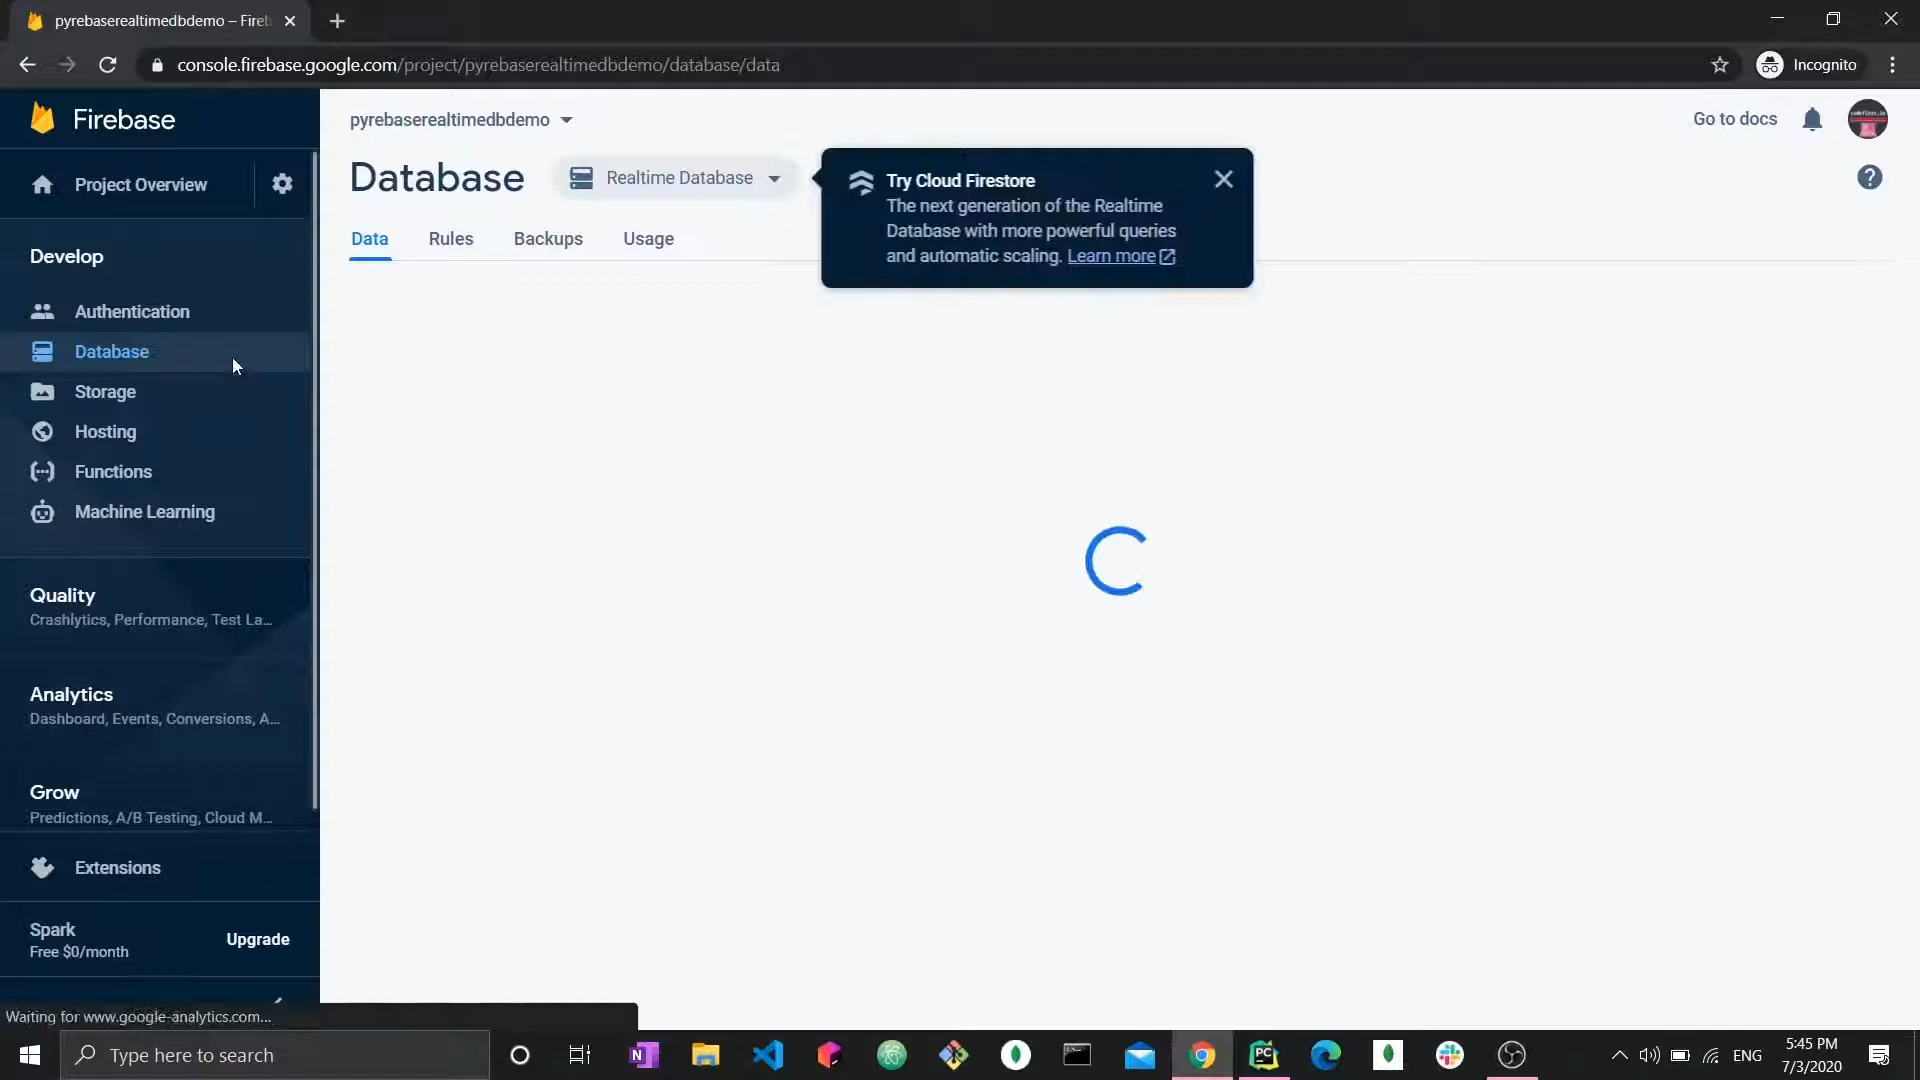 pyrebaserealtimedbdemo – Fireb
console.firebase.google.com/project/pyrebaserealtimedbdemo/database/data
Incognito
Firebase
pyrebaserealtimedbdemo
Go to docs
Project Overview
Database
Realtime Database
Try Cloud Firestore
The next generation of the Realtime
Database with more powerful queries
and automatic scaling. Learn more
Data
Rules
Backups
Usage
Develop
Authentication
Database
Storage
Hosting
Functions
Machine Learning
Quality
Crashlytics, Performance, Test La...
Analytics
Dashboard, Events, Conversions, A...
Grow
Predictions, A/B Testing, Cloud M...
Extensions
Spark
Free $0/month
Upgrade
Waiting for www.google-analytics.com...
Type here to search
ENG
5:45 PM
7/3/2020